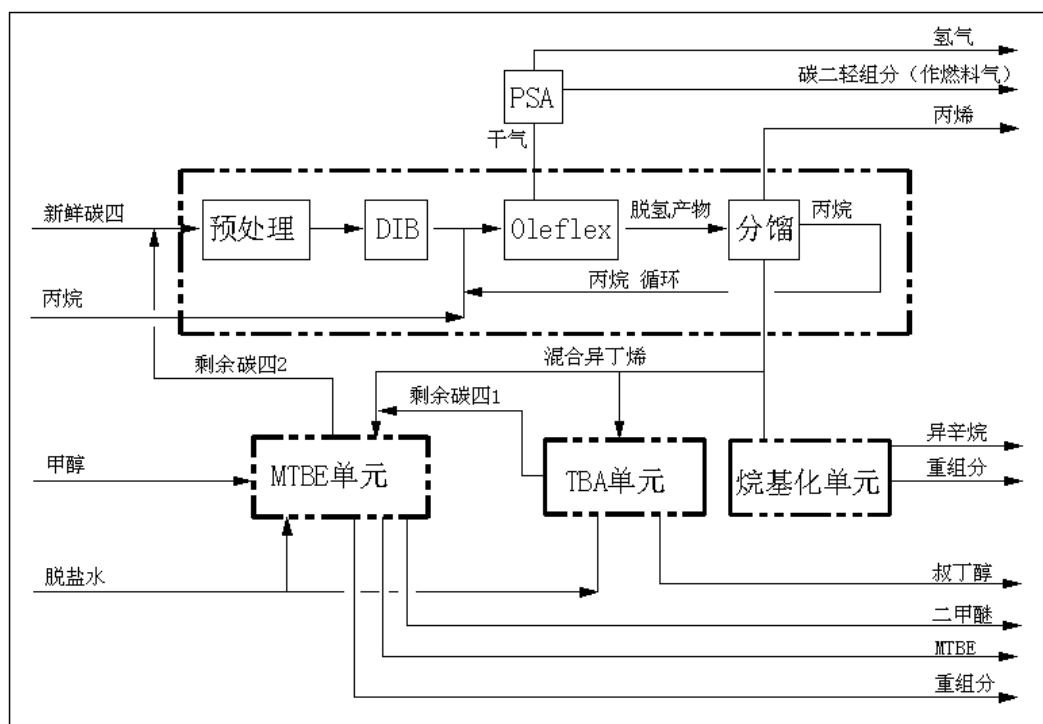 氢气
碳二轻组分（作燃料气）
PSA
丙烯
干气
新鲜碳四
预处理
DIB
Oleflex
脱氢产物
分馏
丙烷
丙烷 循环
丙烷
混合异丁烯
剩余碳四2
剩余碳四1
异辛烷
甲醇
MTBE单元
TBA单元
烷基化单元
重组分
脱盐水
叔丁醇
二甲醚
MTBE
重组分